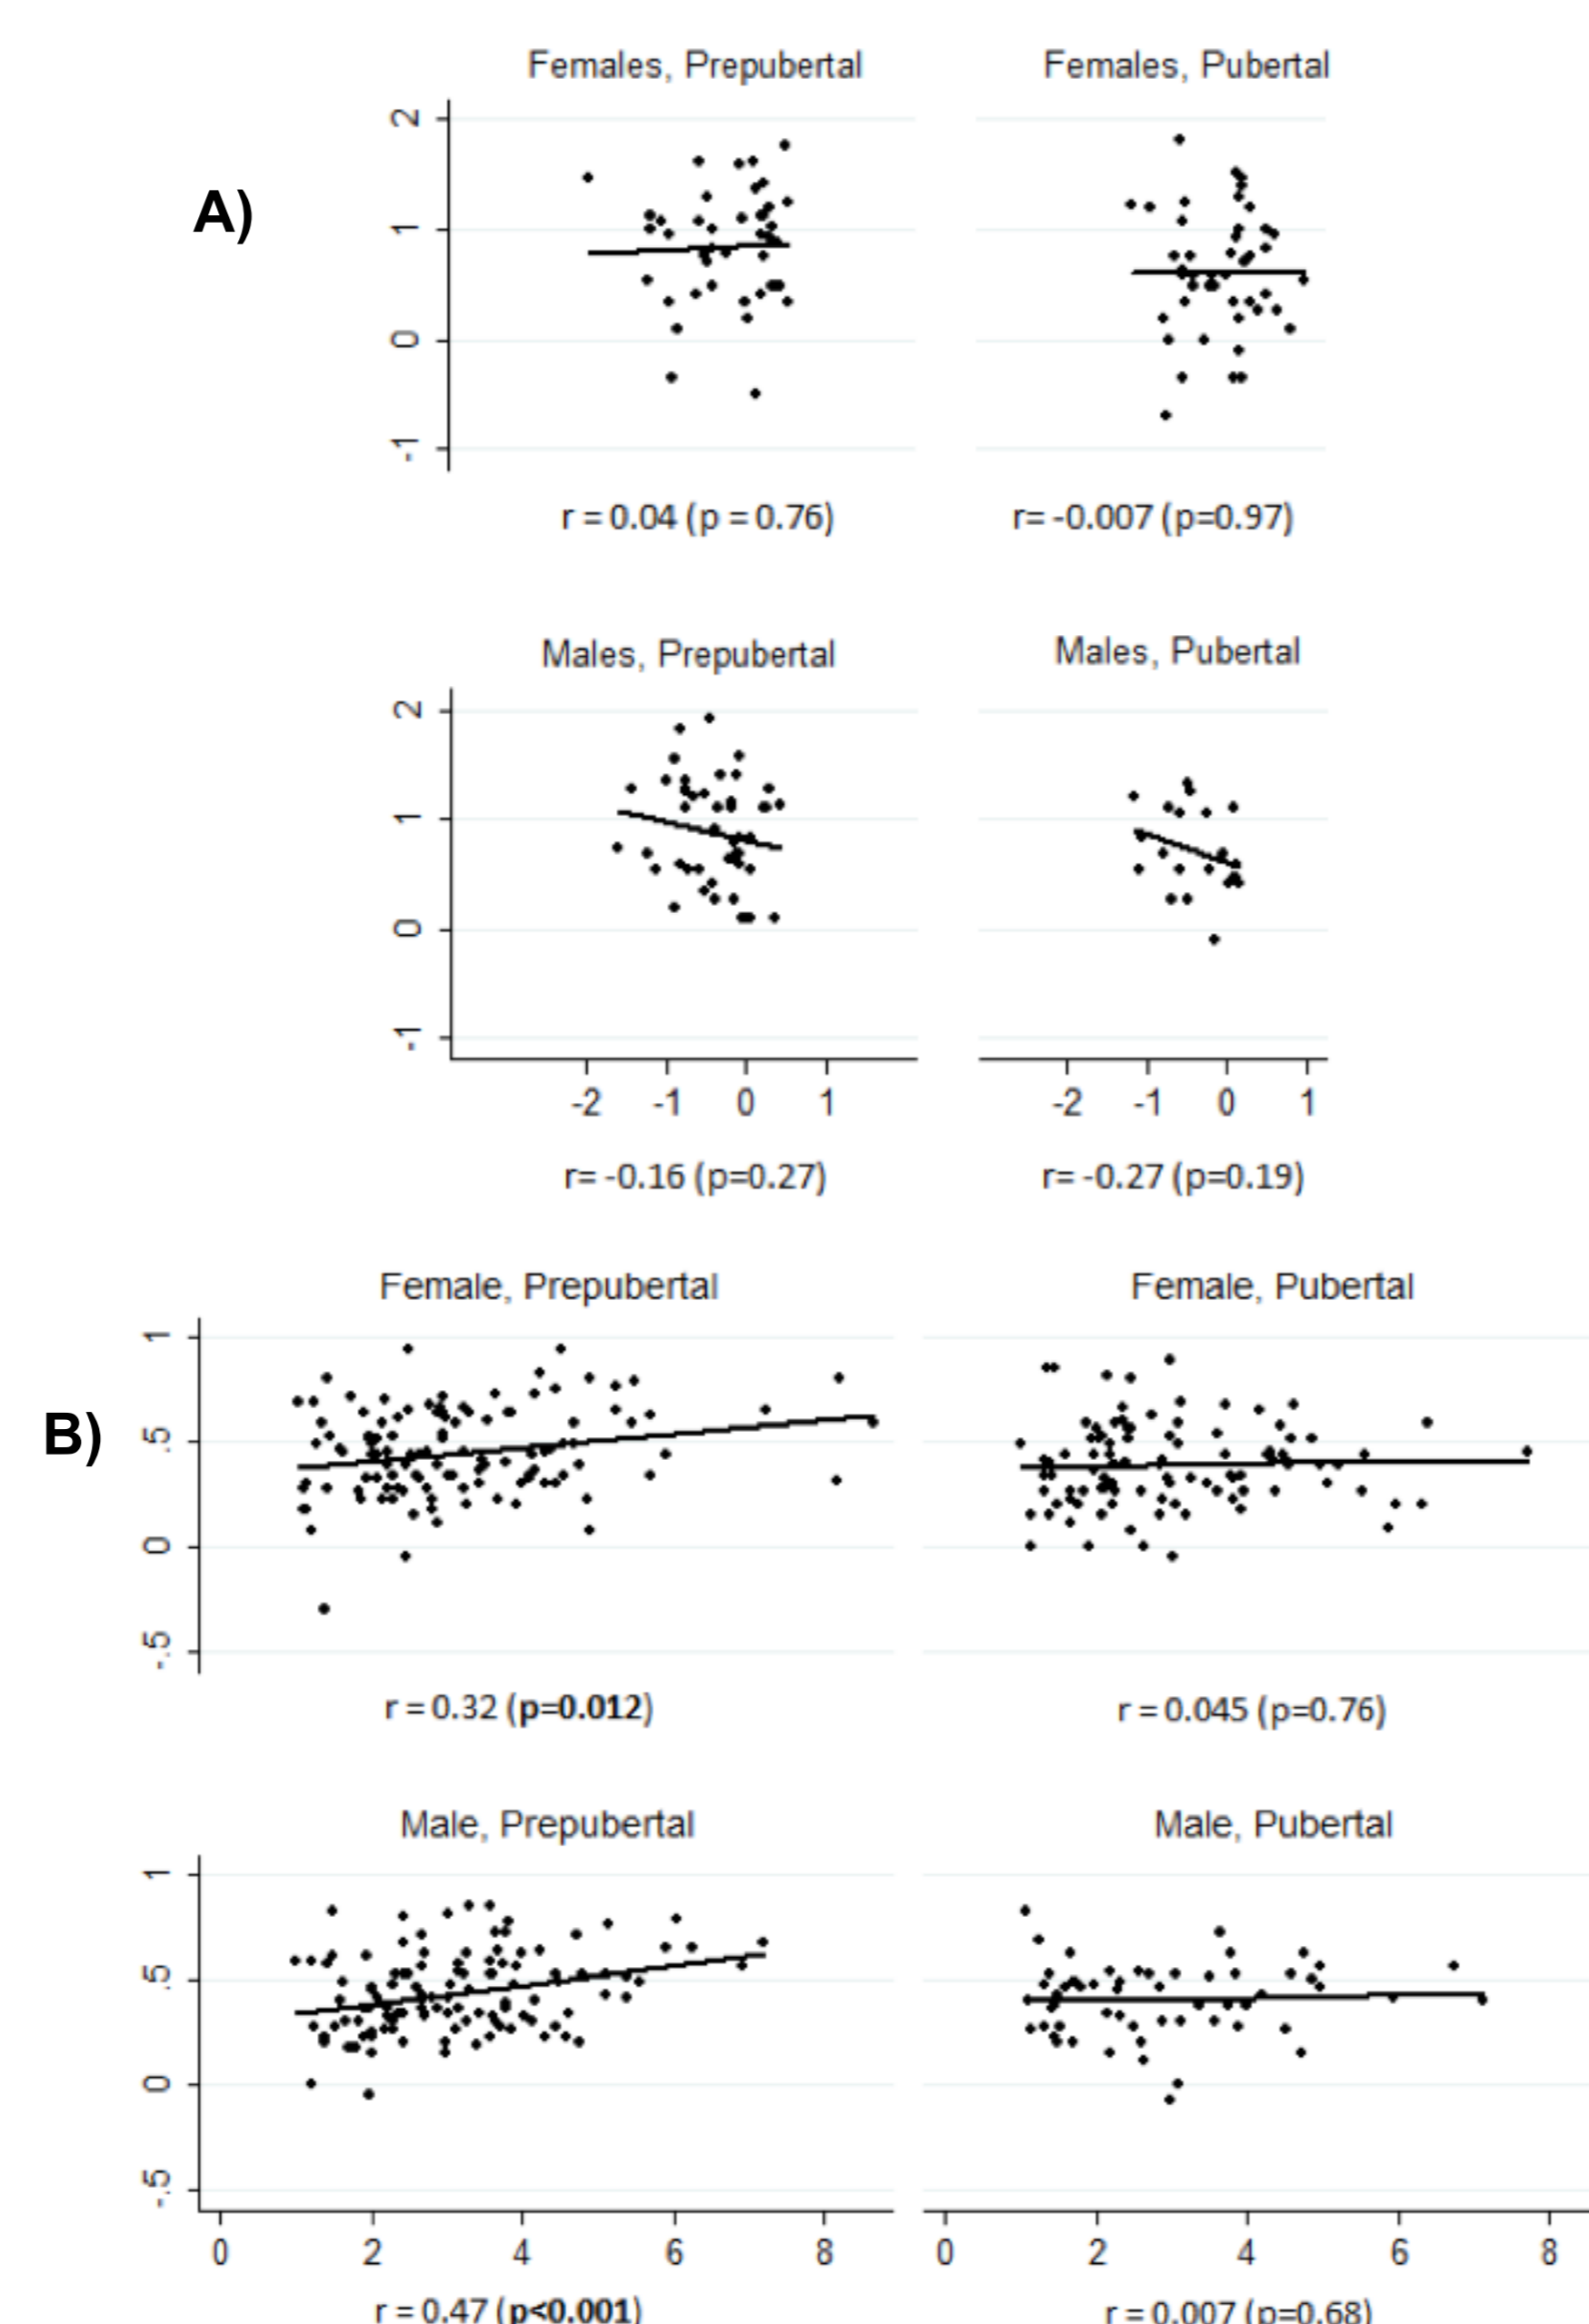 A)
Females, Prepubertal
Females, Pubertal
2
1
0
-1
r = 0.04 (p = 0.76)
r= -0.007 (p=0.97)
Males, Prepubertal
Males, Pubertal
2
1
0
-1
-2 -1 0 1
-2 -1 0 1
r= -0.16 (p=0.27)
r= -0.27 (p=0.19)
B)
Female, Prepubertal
Female, Pubertal
1
.5
0
-.5
r = 0.32 (p=0.012)
r = 0.045 (p=0.76)
Male, Prepubertal
Male, Pubertal
1
.5
0
-.5
0 2 4 6 8
0 2 4 6 8
r = 0.47 (p<0.001)
r = 0.007 (p=0.68)